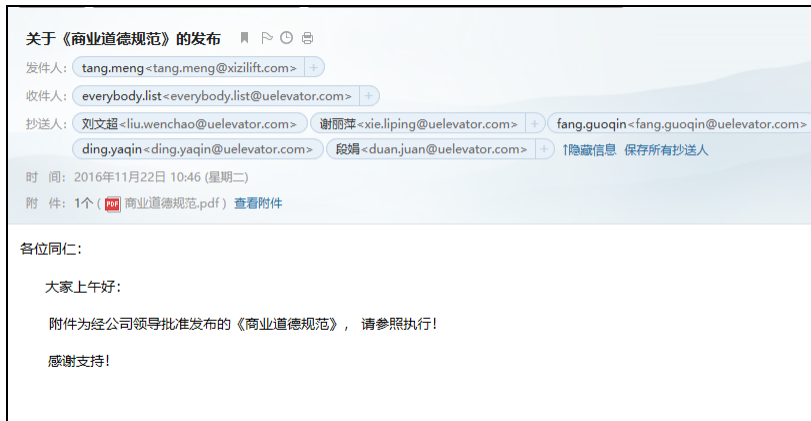 关于《商业道德规范》的发布
发件人: tang.meng<tang.meng@xizilift.com> +
收件人: everybody.list<everybody.list@uelevator.com> +
抄送人: 刘文超<liu.wenchao@uelevator.com> 谢丽萍<xie.liping@uelevator.com> + fang.guoqin<fang.guoqin@uelevator.com>
ding.yaqin<ding.yaqin@uelevator.com> 段娟<duan.juan@uelevator.com> + ↑隐藏信息 保存所有抄送人
时 间: 2016年11月22日 10:46 (星期二)
附 件: 1个 ( PDF 商业道德规范.pdf ) 查看附件
各位同仁：
大家上午好：
附件为经公司领导批准发布的《商业道德规范》， 请参照执行！
感谢支持！